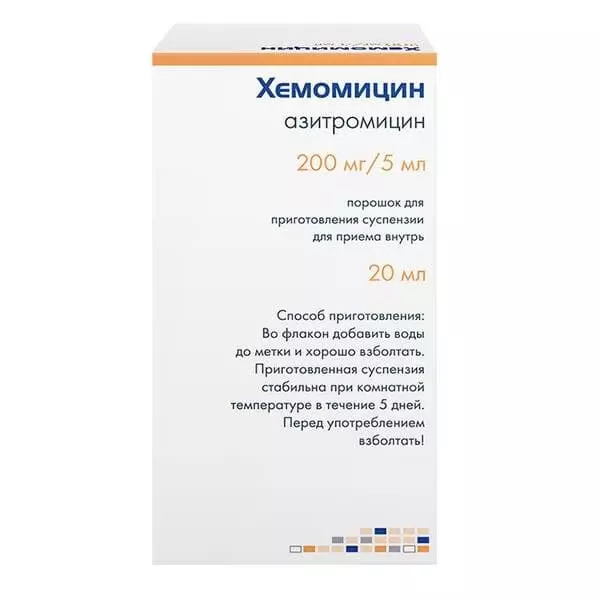 Хемомицин
Хемомицин
азитромицин
200 мг/5 мл
порошок для
приготовления суспензии
для приема внутрь
20 мл
Способ приготовления:
Во флакон добавить воды
до метки и хорошо взболтать.
Приготовленная суспензия
стабильна при комнатной
температуре в течение 5 дней.
Перед употреблением
взболтать!